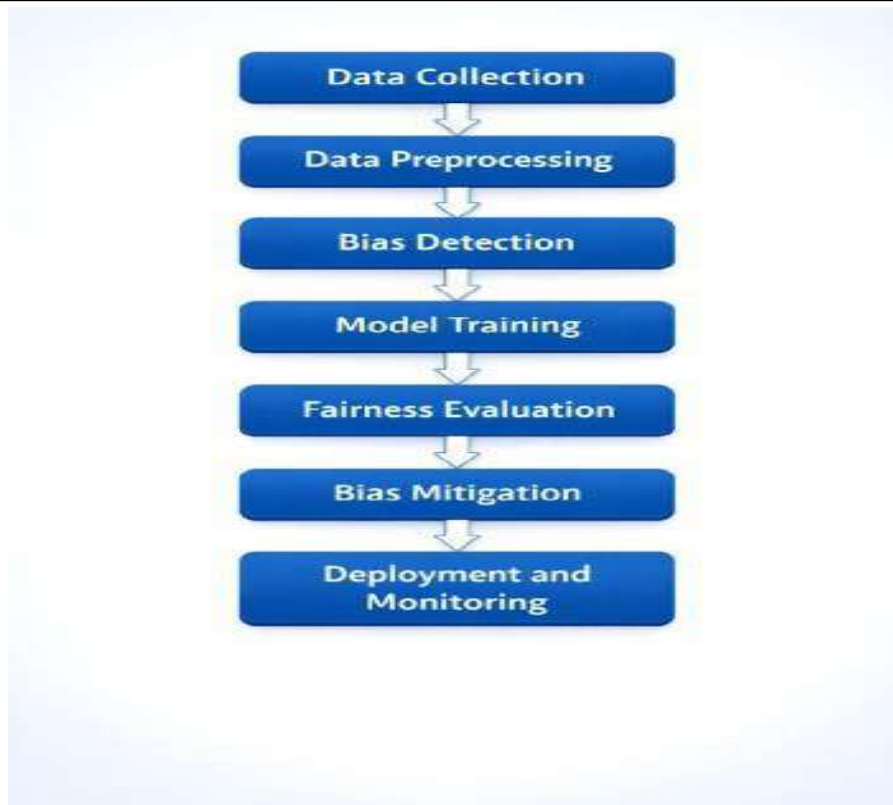 Data Collection
Data Preprocessing
Bias Detection
Model Training
Fairness Evaluation
Bias Mitigation
Deployment and
Monitoring